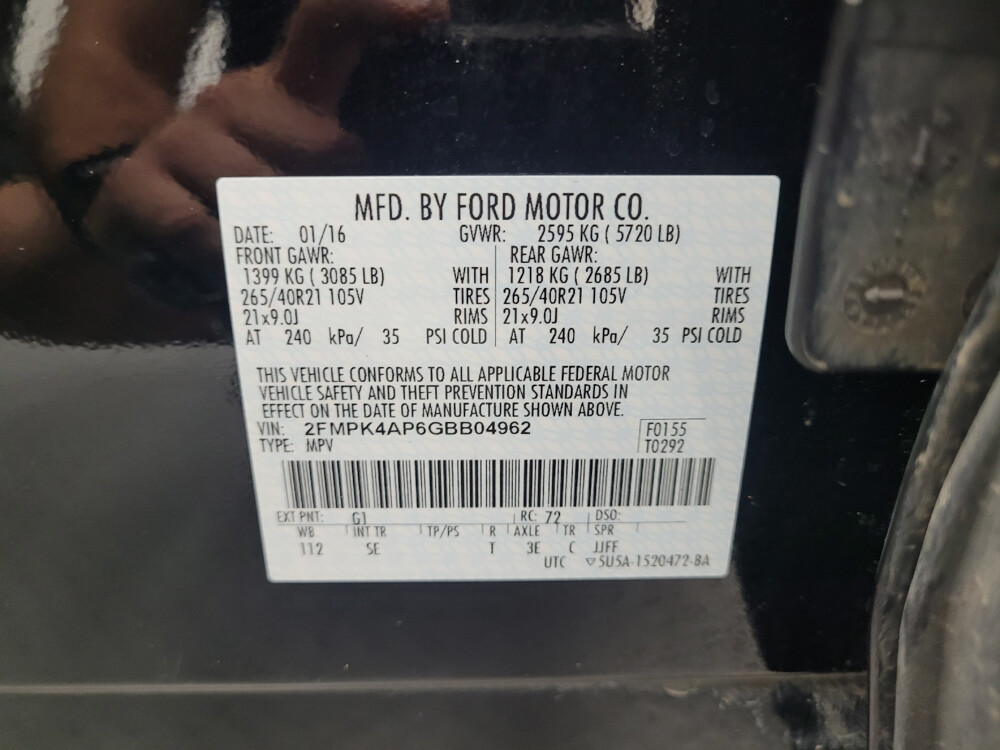 MFD. BY FORD MOTOR CO.
DATE: 01/16 GVWR: 2595 KG ( 5720 LB)
FRONT GAWR: REAR GAWR:
1399 KG ( 3085 LB) WITH 1218 KG ( 2685 LB) WITH
265/40R21 105V TIRES 265/40R21 105V TIRES
21x9.0J RIMS 21x9.0J RIMS
AT 240 kPa/ 35 PSI COLD AT 240 kPa/ 35 PSI COLD
THIS VEHICLE CONFORMS TO ALL APPLICABLE FEDERAL MOTOR
VEHICLE SAFETY AND THEFT PREVENTION STANDARDS IN
EFFECT ON THE DATE OF MANUFACTURE SHOWN ABOVE.
VIN: 2FMPK4AP6GBB04962 F0155
TYPE: MPV T0292
EXT PNT: G1 RC: 72 DSO:
WB INT TR TP/PS R AXLE TR SPR
112 SE T 3E C JJFF
UTC ▽5U5A-1520472-BA